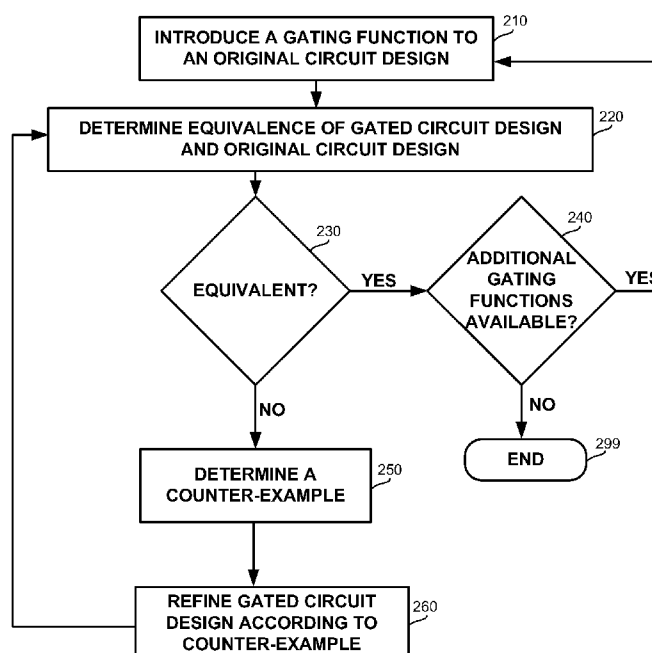 210
INTRODUCE A GATING FUNCTION TO
AN ORIGINAL CIRCUIT DESIGN
220
DETERMINE EQUIVALENCE OF GATED CIRCUIT DESIGN
AND ORIGINAL CIRCUIT DESIGN
230
EQUIVALENT?
YES
240
ADDITIONAL
GATING
FUNCTIONS
AVAILABLE?
YES
NO
NO
END
299
DETERMINE A
COUNTER-EXAMPLE
250
REFINE GATED CIRCUIT
DESIGN ACCORDING TO
COUNTER-EXAMPLE
260